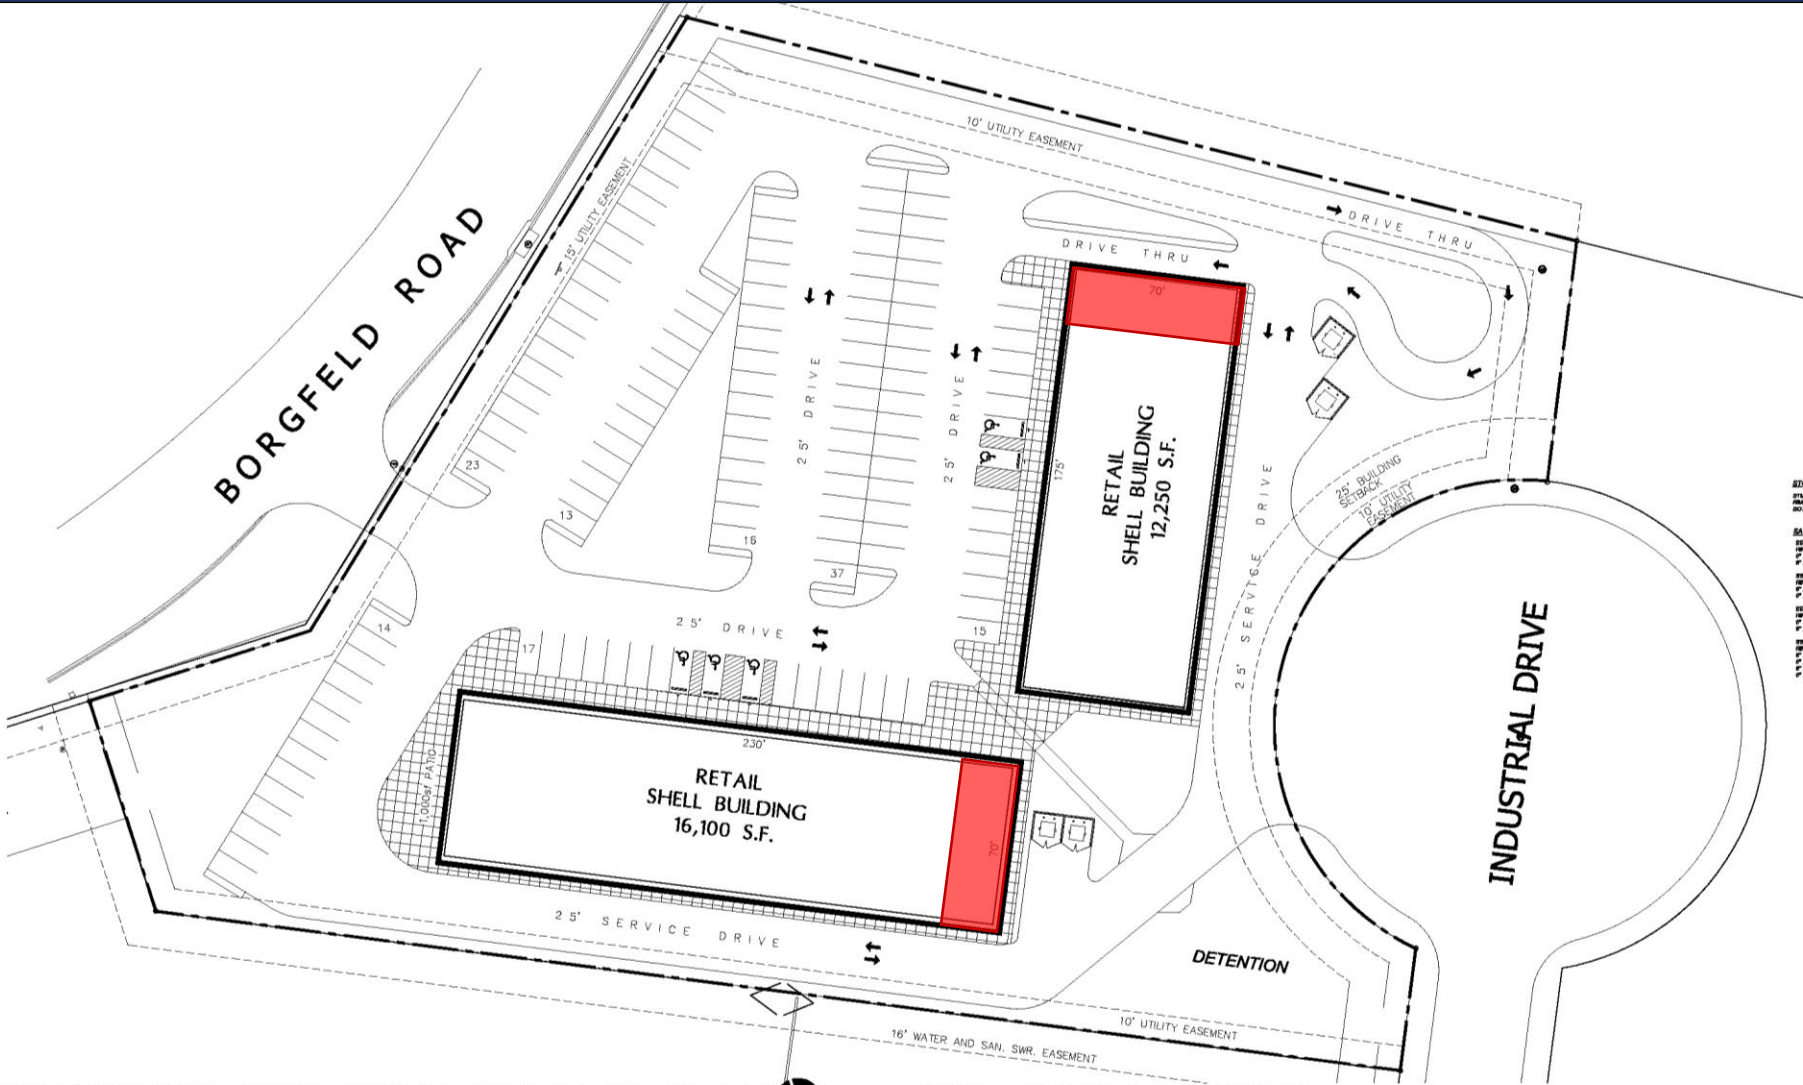 10' UTILITY EASEMENT
15' UTILITY EASEMENT
DRIVE THRU
DRIVE THRU
BORGFELD ROAD
70'
25' DRIVE
25' DRIVE
175'
RETAIL
SHELL BUILDING
12,250 S.F.
25' BUILDING
SETBACK
10' UTILITY
EASEMENT
23
13
16
37
15
14
17
25' DRIVE
25' SERVICE DRIVE
INDUSTRIAL DRIVE
230'
1,000sf PATIO
RETAIL
SHELL BUILDING
16,100 S.F.
70'
25' SERVICE DRIVE
DETENTION
10' UTILITY EASEMENT
16' WATER AND SAN. SWR. EASEMENT